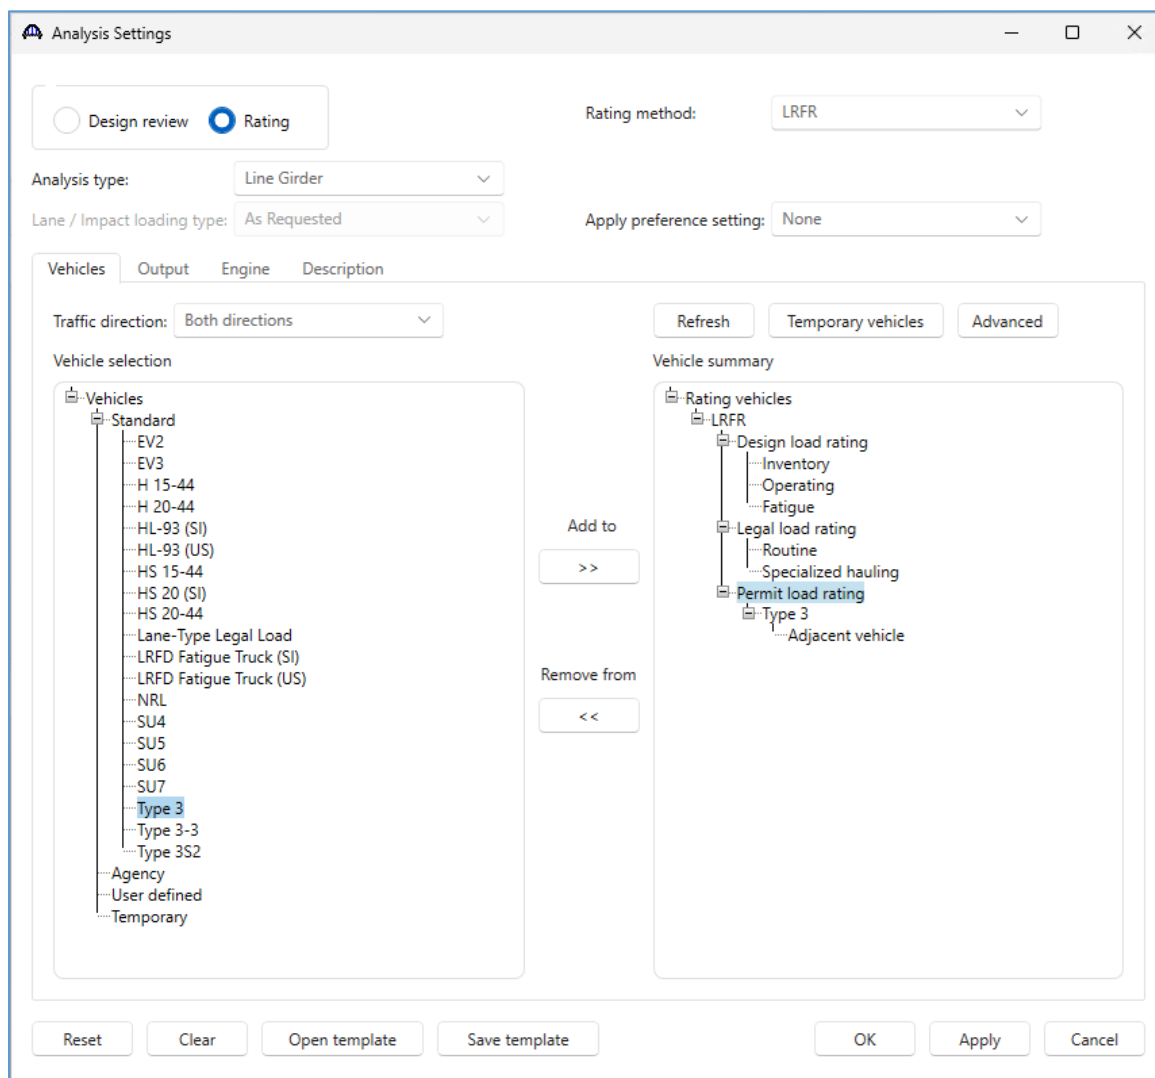 Analysis Settings
Design review Rating
Rating method: LRFR
Analysis type: Line Girder
Lane / Impact loading type: As Requested
Apply preference setting: None
Vehicles Output Engine Description
Traffic direction: Both directions
Refresh Temporary vehicles Advanced
Vehicle selection
Vehicles
Standard
EV2
EV3
H 15-44
H 20-44
HL-93 (SI)
HL-93 (US)
HS 15-44
HS 20 (SI)
HS 20-44
Lane-Type Legal Load
LRFD Fatigue Truck (SI)
LRFD Fatigue Truck (US)
NRL
SU4
SU5
SU6
SU7
Type 3
Type 3-3
Type 3S2
Agency
User defined
Temporary
Add to
>>
Remove from
<<
Vehicle summary
Rating vehicles
LRFR
Design load rating
Inventory
Operating
Fatigue
Legal load rating
Routine
Specialized hauling
Permit load rating
Type 3
Adjacent vehicle
Reset Clear Open template Save template OK Apply Cancel